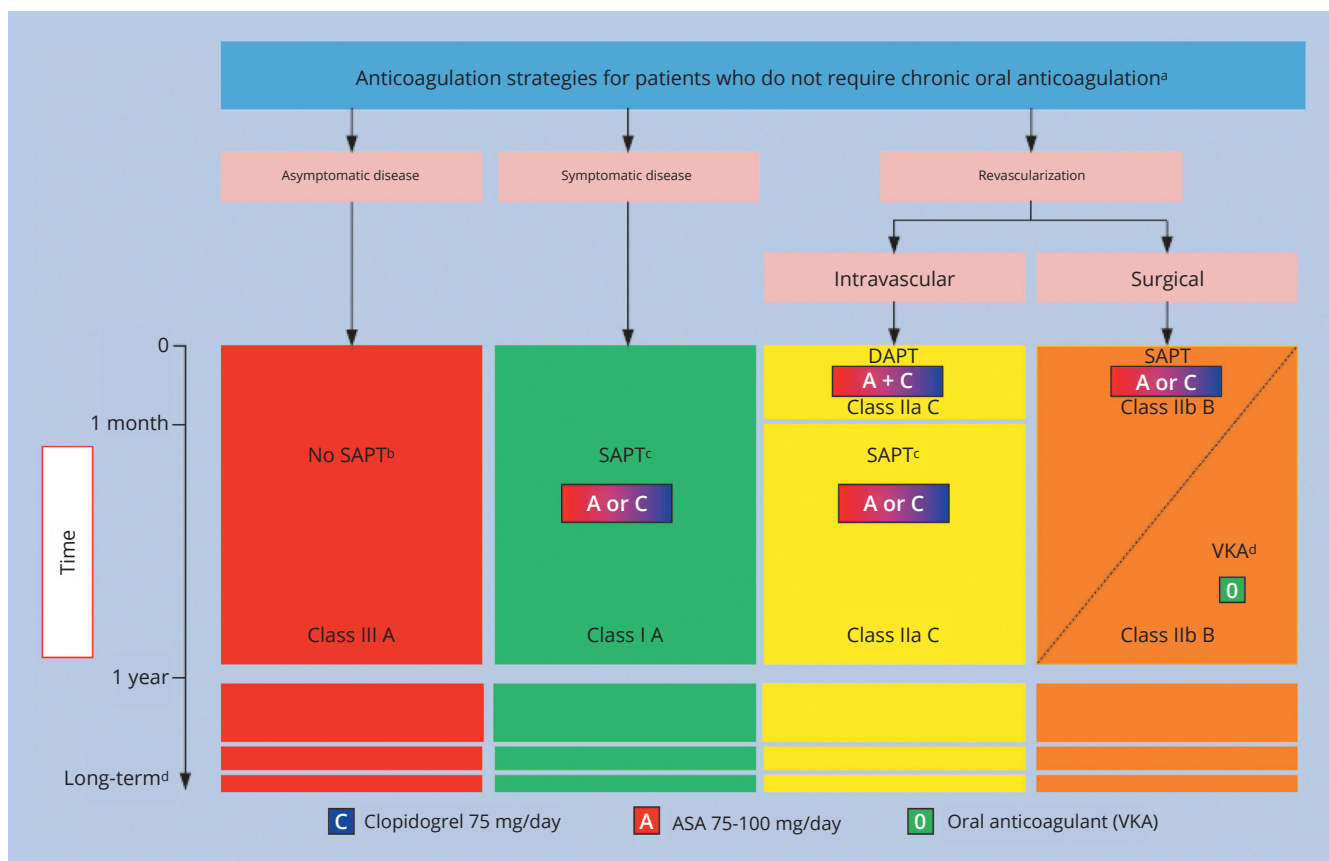 Anticoagulation strategies for patients who do not require chronic oral anticoagulationᵃ
Asymptomatic disease
Symptomatic disease
Revascularization
Intravascular
Surgical
Time
0
1 month
1 year
Long-termᵈ
No SAPTᵇ
Class III A
SAPTᶜ
A or C
Class I A
DAPT
A + C
Class IIa C
SAPTᶜ
A or C
Class IIa C
SAPT
A or C
Class IIb B
VKAᵈ
0
Class IIb B
C Clopidogrel 75 mg/day
A ASA 75-100 mg/day
0 Oral anticoagulant (VKA)